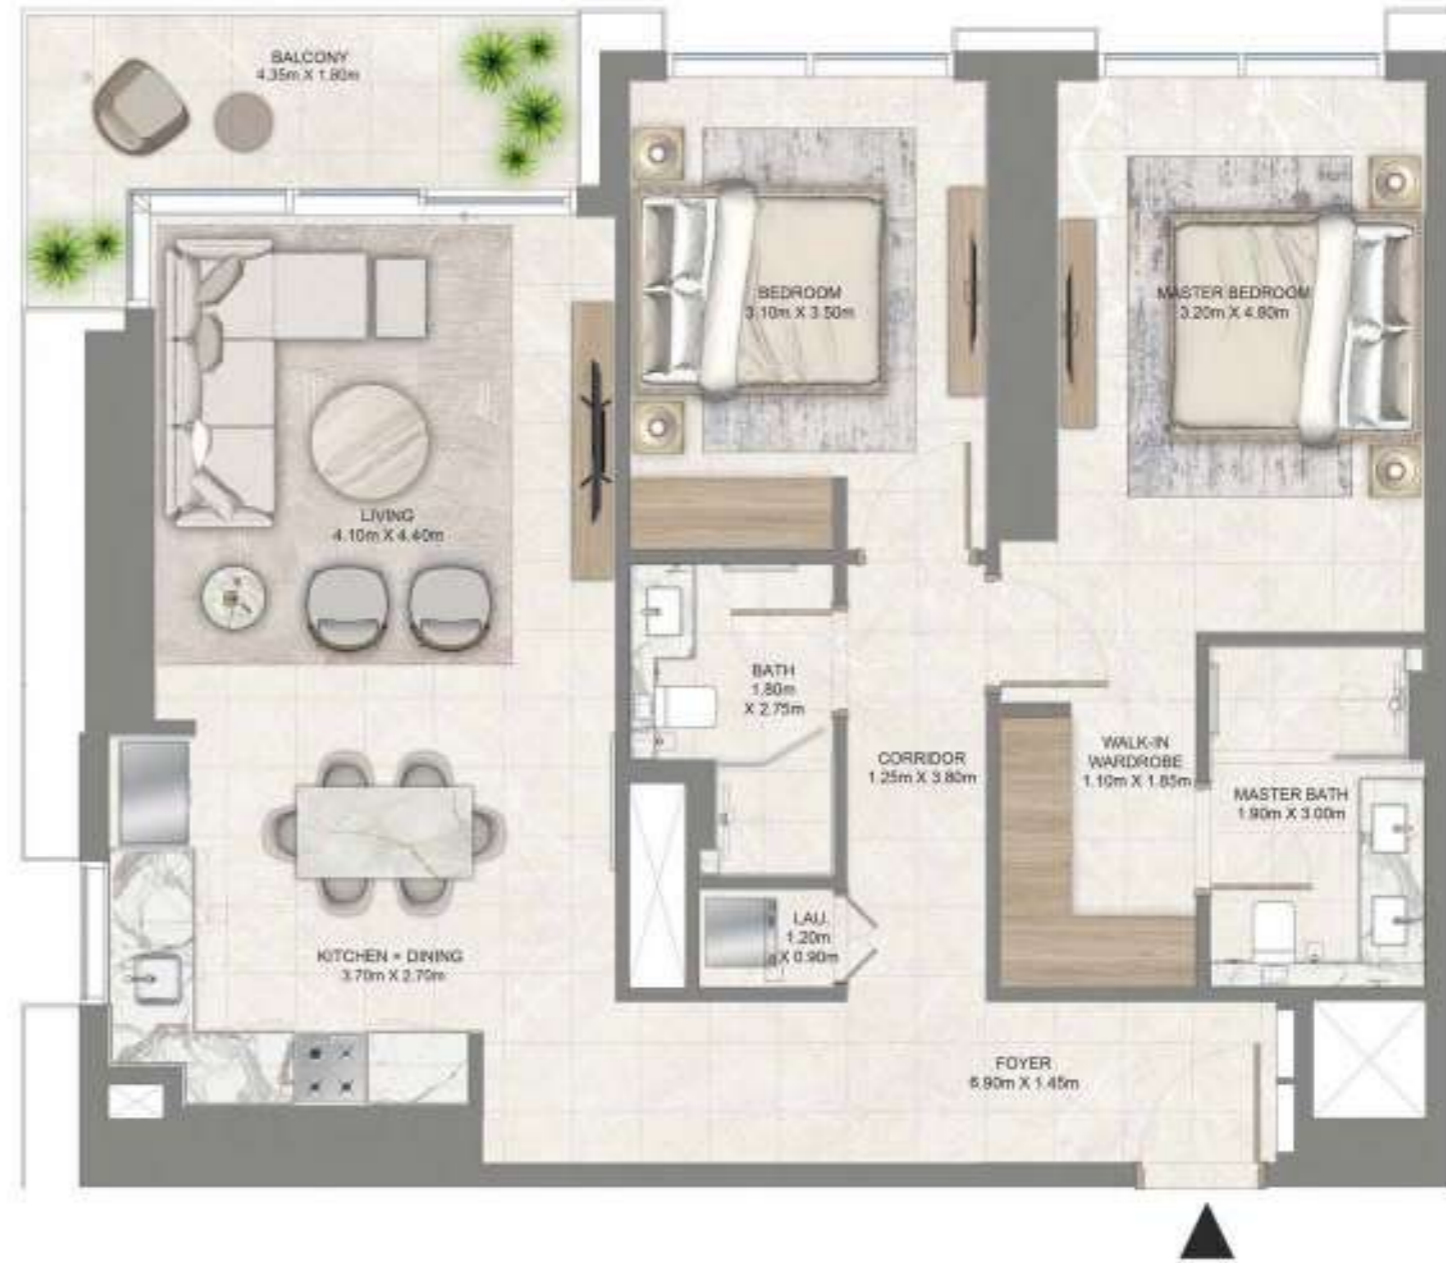 BALCONY
4.35m X 1.80m
BEDROOM
3.10m X 3.50m
MASTER BEDROOM
3.20m X 4.80m
LIVING
4.10m X 4.40m
BATH
1.80m
X 2.75m
CORRIDOR
1.25m X 3.80m
WALK-IN
WARDROBE
1.10m X 1.85m
MASTER BATH
1.90m X 3.00m
LAU.
1.20m
X 0.90m
KITCHEN + DINING
3.70m X 2.70m
FOYER
6.90m X 1.45m